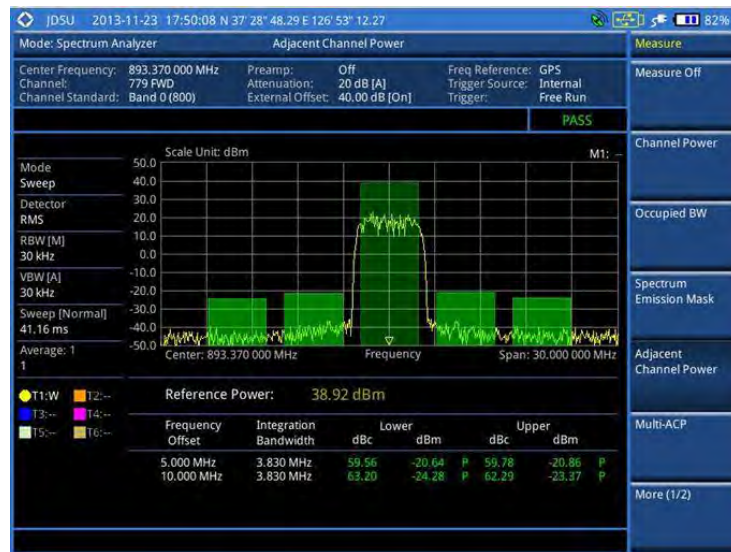 JDSU 2013-11-23 17:50:08 N 37' 28" 48.29 E 126' 53" 12.27 82%
Mode: Spectrum Analyzer Adjacent Channel Power Measure
Center Frequency: 893.370 000 MHz Preamp: Off Freq Reference: GPS
Channel: 779 FWD Attenuation: 20 dB [A] Trigger Source: Internal
Channel Standard: Band 0 (800) External Offset: 40.00 dB [On] Trigger: Free Run
Measure Off
PASS
Channel Power
Scale Unit: dBm M1: --
50.0
40.0
30.0
20.0
10.0
0.0
-10.0
-20.0
-30.0
-40.0
-50.0
Mode
Sweep
Detector
RMS
RBW [M]
30 kHz
VBW [A]
30 kHz
Sweep [Normal]
41.16 ms
Average: 1
1
Center: 893.370 000 MHz Frequency Span: 30.000 000 MHz
Occupied BW
Spectrum
Emission Mask
Adjacent
Channel Power
T1:W T2:--
T3:-- T4:--
T5:-- T6:--
Reference Power: 38.92 dBm
Frequency Integration Lower Upper
Offset Bandwidth dBc dBm dBc dBm
5.000 MHz 3.830 MHz 59.56 -20.64 P 59.78 -20.86 P
10.000 MHz 3.830 MHz 63.20 -24.28 P 62.29 -23.37 P
Multi-ACP
More (1/2)